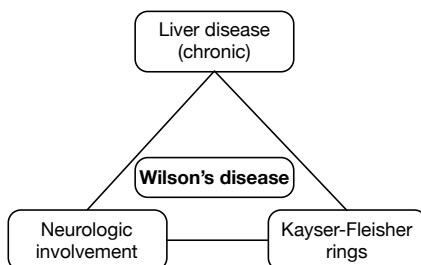 Liver disease
(chronic)
Wilson's disease
Neurologic
involvement
Kayser-Fleisher
rings